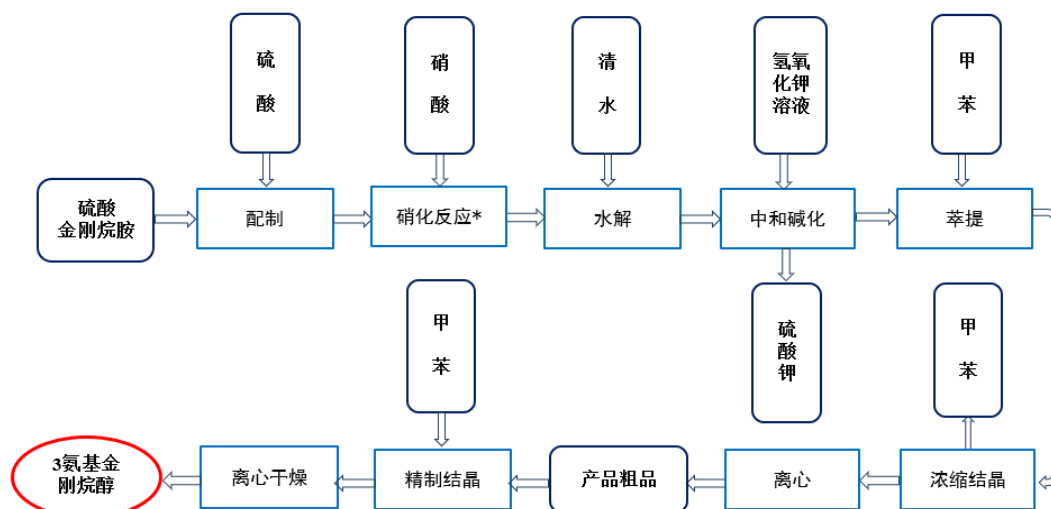 硫
酸
硝
酸
清
水
氢氧
化钾
溶液
甲
苯
硫酸
金刚烷胺
配制
硝化反应*
水解
中和碱化
萃提
甲
苯
硫
酸
钾
甲
苯
3氨基金
刚烷醇
离心干燥
精制结晶
产品粗品
离心
浓缩结晶